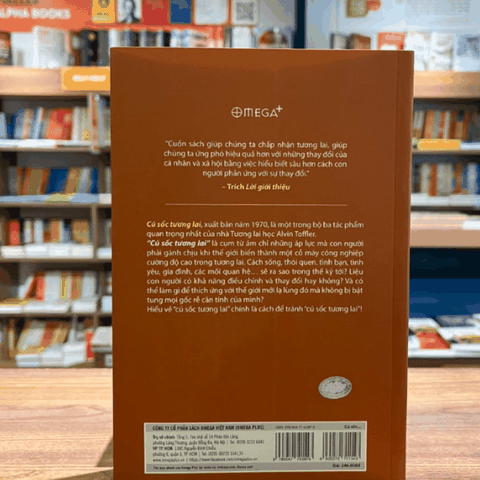 ALPHA BOOKS
OMEGA+
“Cuốn sách giúp chúng ta chấp nhận tương lai, giúp
chúng ta ứng phó hiệu quả hơn với những thay đổi của
cá nhân và xã hội bằng việc hiểu biết sâu hơn cách con
người phản ứng với sự thay đổi.”
– Trích Lời giới thiệu
Cú sốc tương lai, xuất bản năm 1970, là một trong bộ ba tác phẩm
quan trọng nhất của nhà Tương lai học Alvin Toffler.
“Cú sốc tương lai” là cụm từ ám chỉ những áp lực mà con người
phải gánh chịu khi thế giới biến thành một cỗ máy công nghiệp
cường độ cao trong tương lai. Cách sống, thói quen, tình bạn, tình
yêu, gia đình, các mối quan hệ... sẽ ra sao trong thế kỷ tới? Liệu
con người có khả năng điều chỉnh và thay đổi hay không? Và có
thể làm gì để thích ứng với thế giới mới lạ lùng đó mà không bị bật
tung mọi gốc rễ căn tính của mình?
Hiểu về “cú sốc tương lai” chính là cách để tránh “cú sốc tương lai”!
CÔNG TY CỔ PHẦN SÁCH OMEGA VIỆT NAM (OMEGA PLUS)